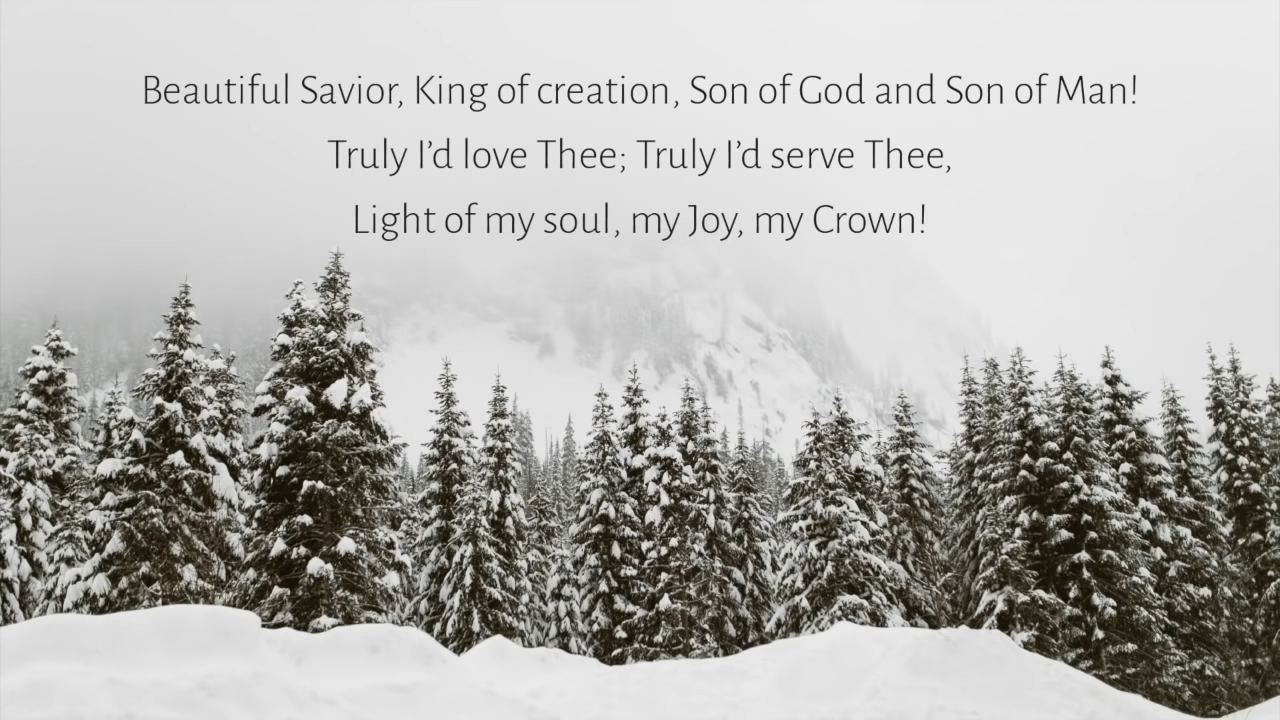 Beautiful Savior, King of creation, Son of God and Son of Man!
Truly I’d love Thee; Truly I’d serve Thee,
Light of my soul, my Joy, my Crown!